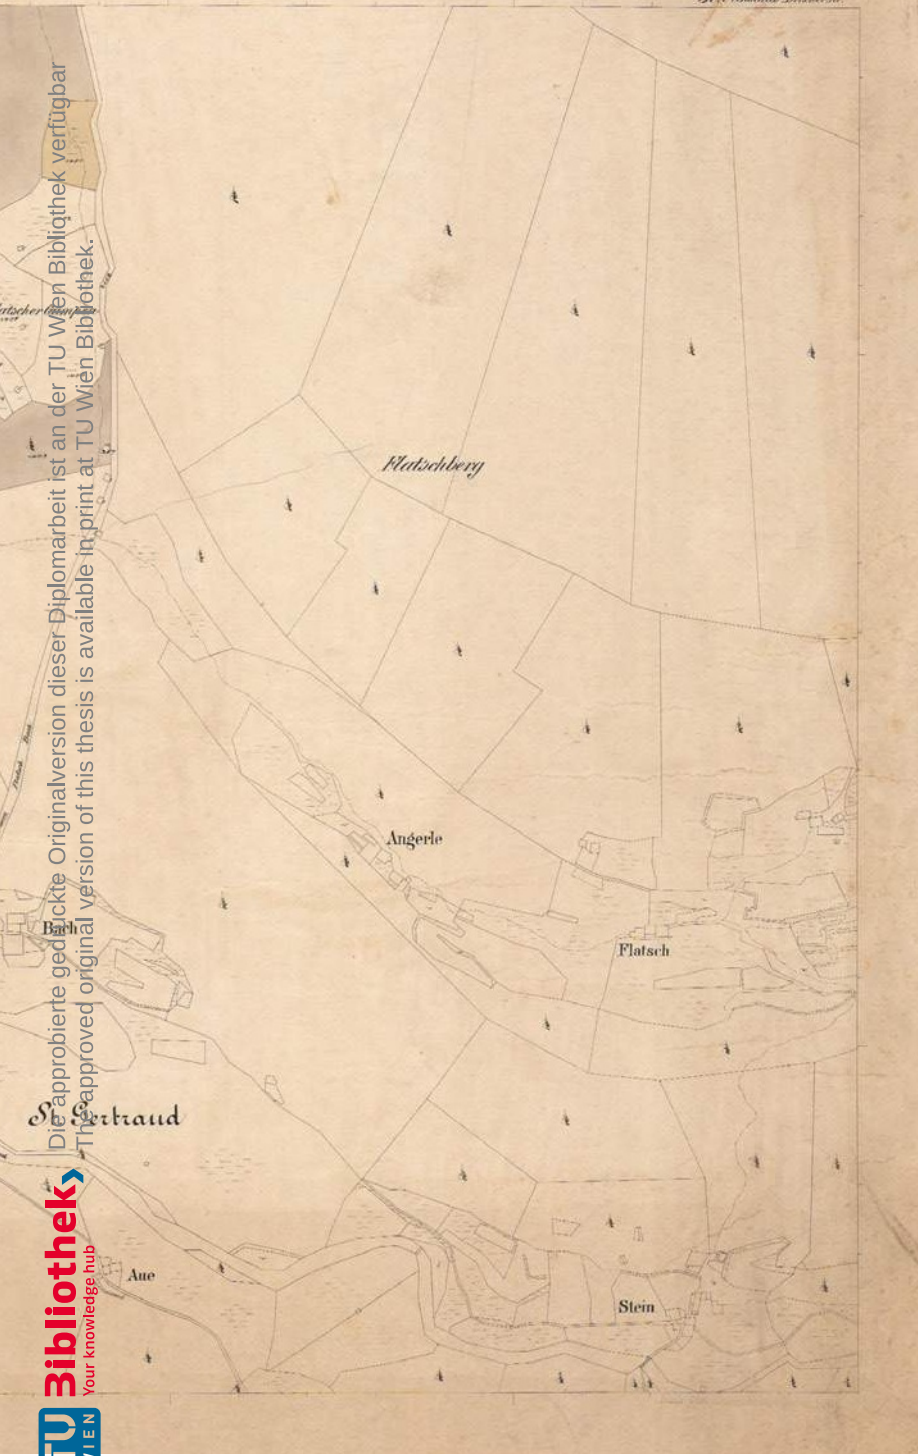 Flatschberg
Angerle
Bach
Flatsch
St. Gertraud
Aue
Stein
Die approbierte gedruckte Originalversion dieser Diplomarbeit ist an der TU Wien Bibliothek verfügbar
The approved original version of this thesis is available in print at TU Wien Bibliothek.
TU
WIEN
Bibliothek
Your knowledge hub